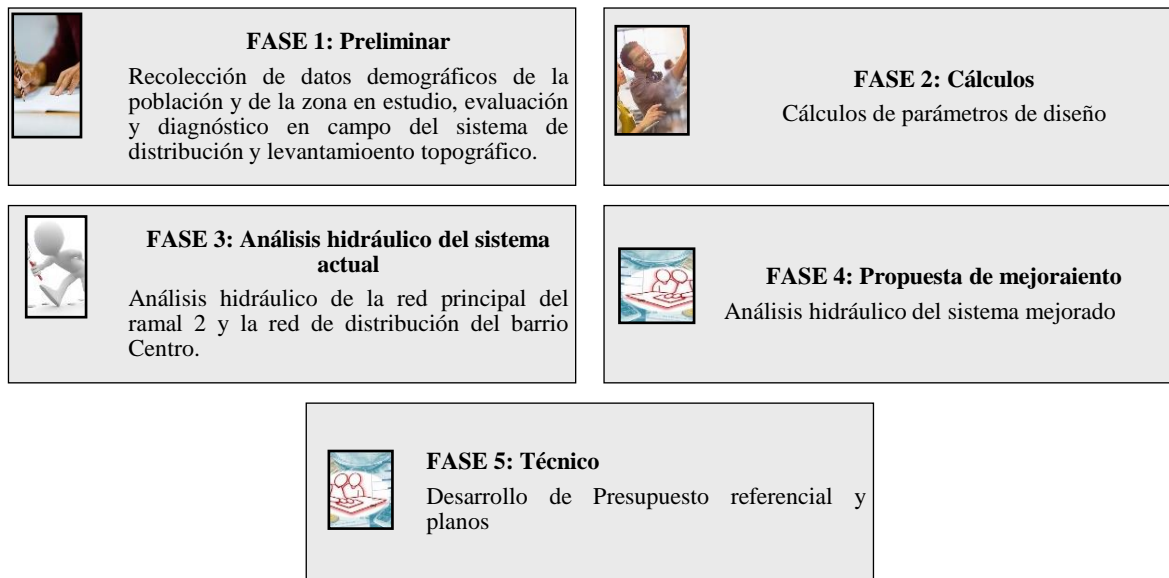 FASE 1: Preliminar
Recolección de datos demográficos de la
población y de la zona en estudio, evaluación
y diagnóstico en campo del sistema de
distribución y levantamioento topográfico.
FASE 2: Cálculos
Cálculos de parámetros de diseño
FASE 3: Análisis hidráulico del sistema
actual
Análisis hidráulico de la red principal del
ramal 2 y la red de distribución del barrio
Centro.
FASE 4: Propuesta de mejoraiento
Análisis hidráulico del sistema mejorado
FASE 5: Técnico
Desarrollo de Presupuesto referencial y
planos